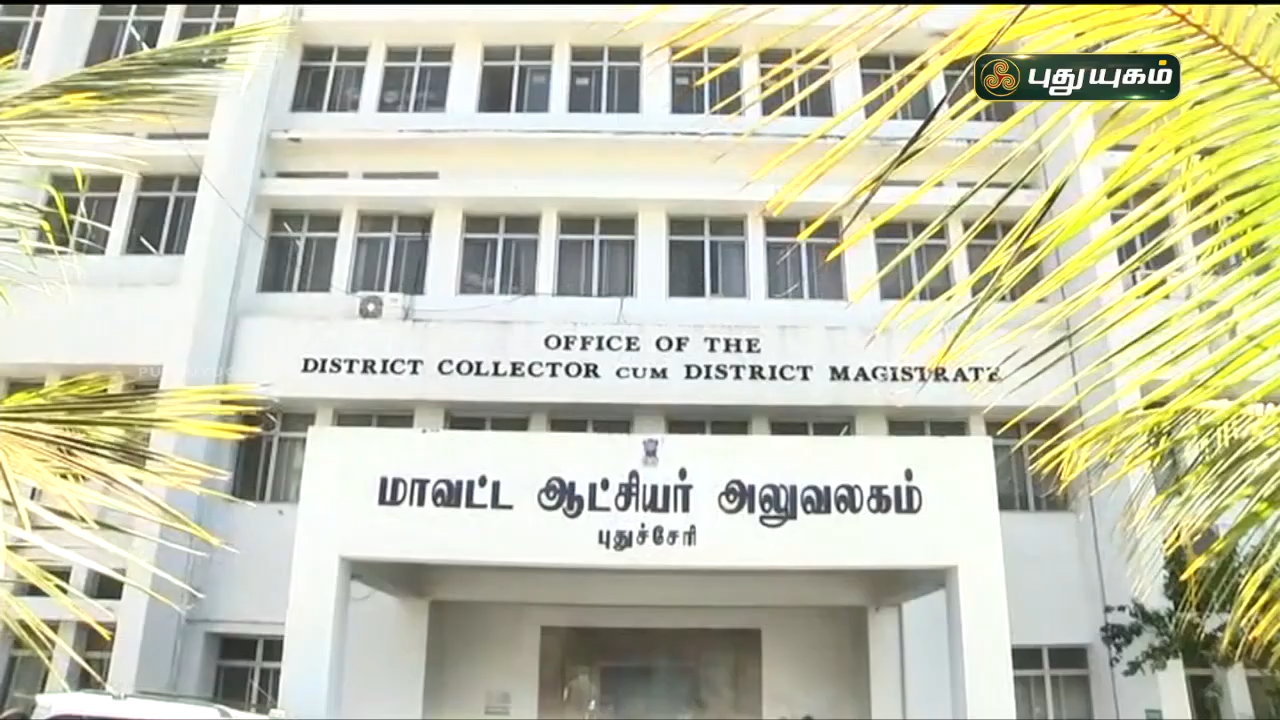 புதுயுகம்
OFFICE OF THE
DISTRICT COLLECTOR CUM DISTRICT MAGISTRATE
மாவட்ட ஆட்சியர் அலுவலகம்
புதுச்சேரி